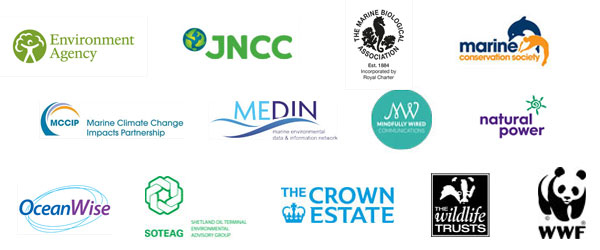 Environment
Agency
JNCC
THE MARINE BIOLOGICAL
ASSOCIATION
Est. 1884
Incorporated by
Royal Charter
marine
conservation society
MCCIP
Marine Climate Change
Impacts Partnership
MEDIN
marine environmental
data & information network
MW
MINDFULLY WIRED
COMMUNICATIONS
natural
power
OceanWise
SOTEAG
SHETLAND OIL TERMINAL
ENVIRONMENTAL
ADVISORY GROUP
THE CROWN
ESTATE
THE
wildlife
TRUSTS
WWF